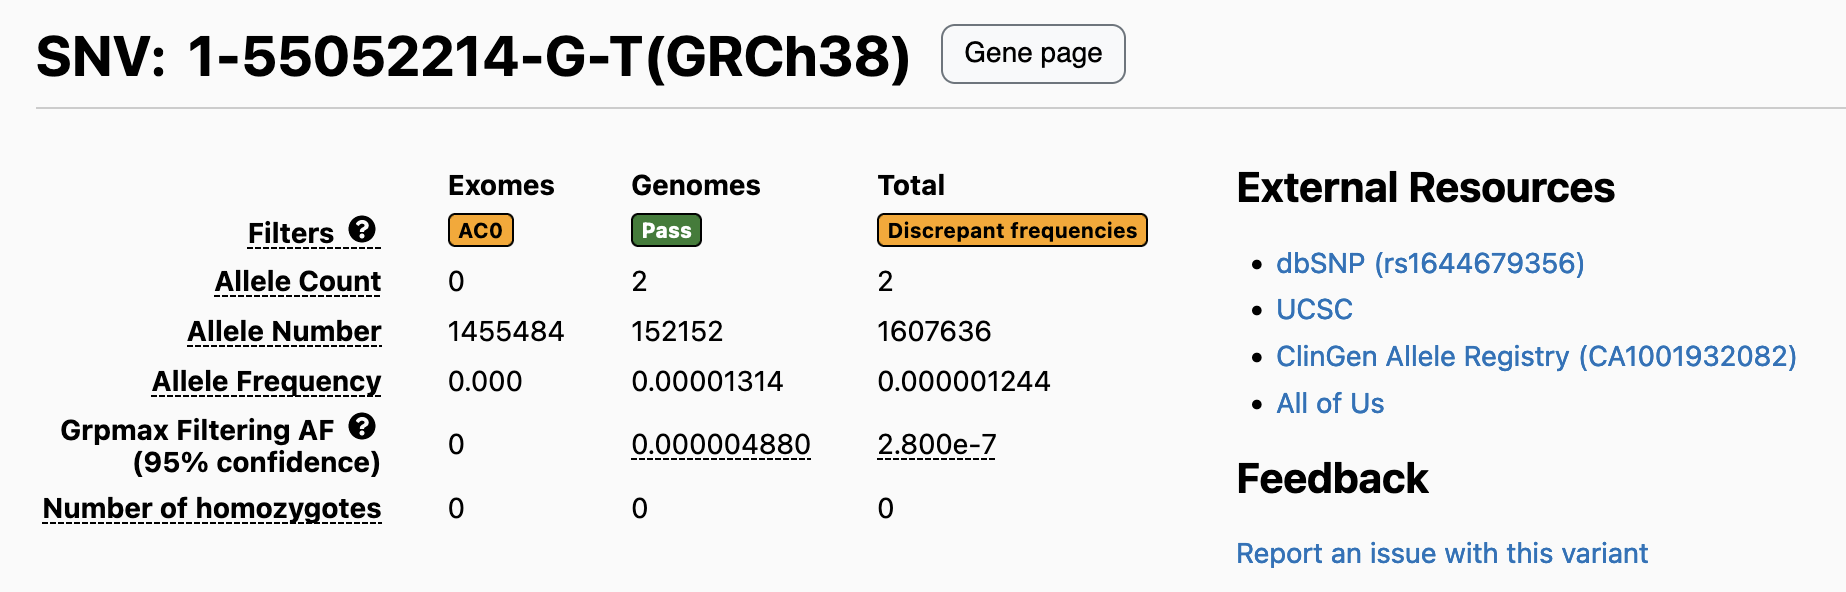 SNV: 1-55052214-G-T(GRCh38) Gene page
Exomes Genomes Total
Filters ? AC0 Pass Discrepant frequencies
Allele Count 0 2 2
Allele Number 1455484 152152 1607636
Allele Frequency 0.000 0.00001314 0.000001244
Grpmax Filtering AF ?
(95% confidence) 0 0.000004880 2.800e-7
Number of homozygotes 0 0 0
External Resources
• dbSNP (rs1644679356)
• UCSC
• ClinGen Allele Registry (CA1001932082)
• All of Us
Feedback
Report an issue with this variant